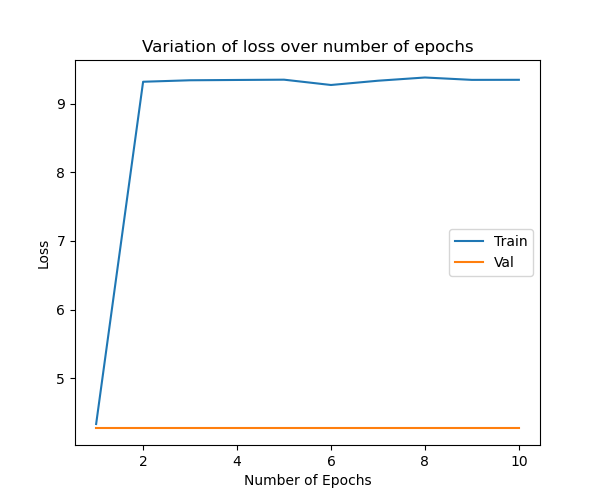 Variation of loss over number of epochs
9
8
7
6
5
Loss
Train
Val
2 4 6 8 10
Number of Epochs